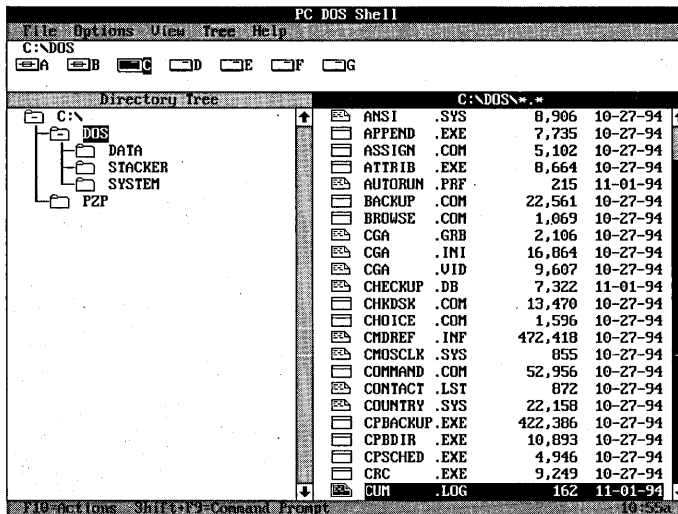 PC DOS Shell
File Options View Tree Help
C:\DOS
A B C D E F G
Directory Tree
C:\
DOS
DATA
STACKER
SYSTEM
PZP
C:\DOS\*.*
ANSI .SYS 8,906 10-27-94
APPEND .EXE 7,735 10-27-94
ASSIGN .COM 5,102 10-27-94
ATTRIB .EXE 8,664 10-27-94
AUTORUN .PRF 215 11-01-94
BACKUP .COM 22,561 10-27-94
BROWSE .COM 1,069 10-27-94
CGA .GRB 2,106 10-27-94
CGA .INI 16,864 10-27-94
CGA .VID 9,607 10-27-94
CHECKUP .DB 7,322 11-01-94
CHKDSK .COM 13,470 10-27-94
CHOICE .COM 1,596 10-27-94
CMDREF .INF 472,418 10-27-94
CMOSCLK .SYS 855 10-27-94
COMMAND .COM 52,956 10-27-94
CONTACT .LST 872 10-27-94
COUNTRY .SYS 22,158 10-27-94
CPBACKUP.EXE 422,386 10-27-94
CPBDIR .EXE 10,893 10-27-94
CPSCHED .EXE 4,946 10-27-94
CRC .EXE 9,249 10-27-94
CUM .LOG 162 11-01-94
F10=Actions Shift+F9=Command Prompt 10:55a